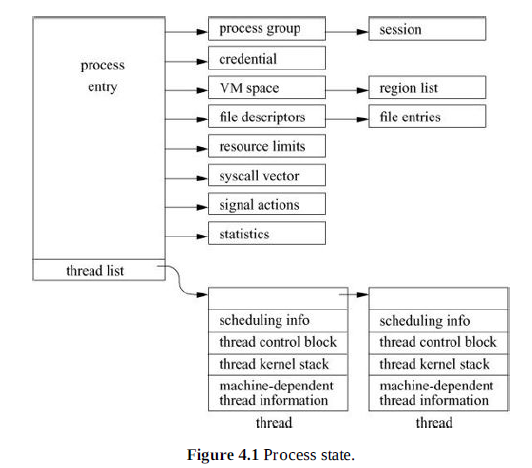 process group
session
process
entry
credential
VM space
region list
file descriptors
file entries
resource limits
syscall vector
signal actions
statistics
thread list
scheduling info
thread control block
thread kernel stack
machine-dependent
thread information
thread
scheduling info
thread control block
thread kernel stack
machine-dependent
thread information
thread
Figure 4.1 Process state.